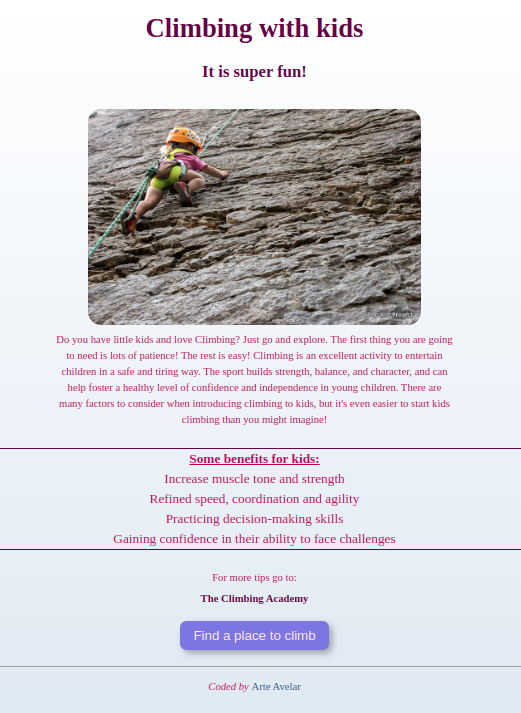 Climbing with kids
It is super fun!
Do you have little kids and love Climbing? Just go and explore. The first thing you are going
to need is lots of patience! The rest is easy! Climbing is an excellent activity to entertain
children in a safe and tiring way. The sport builds strength, balance, and character, and can
help foster a healthy level of confidence and independence in young children. There are
many factors to consider when introducing climbing to kids, but it's even easier to start kids
climbing than you might imagine!
Some benefits for kids:
Increase muscle tone and strength
Refined speed, coordination and agility
Practicing decision-making skills
Gaining confidence in their ability to face challenges
For more tips go to:
The Climbing Academy
Find a place to climb
Coded by Arte Avelar